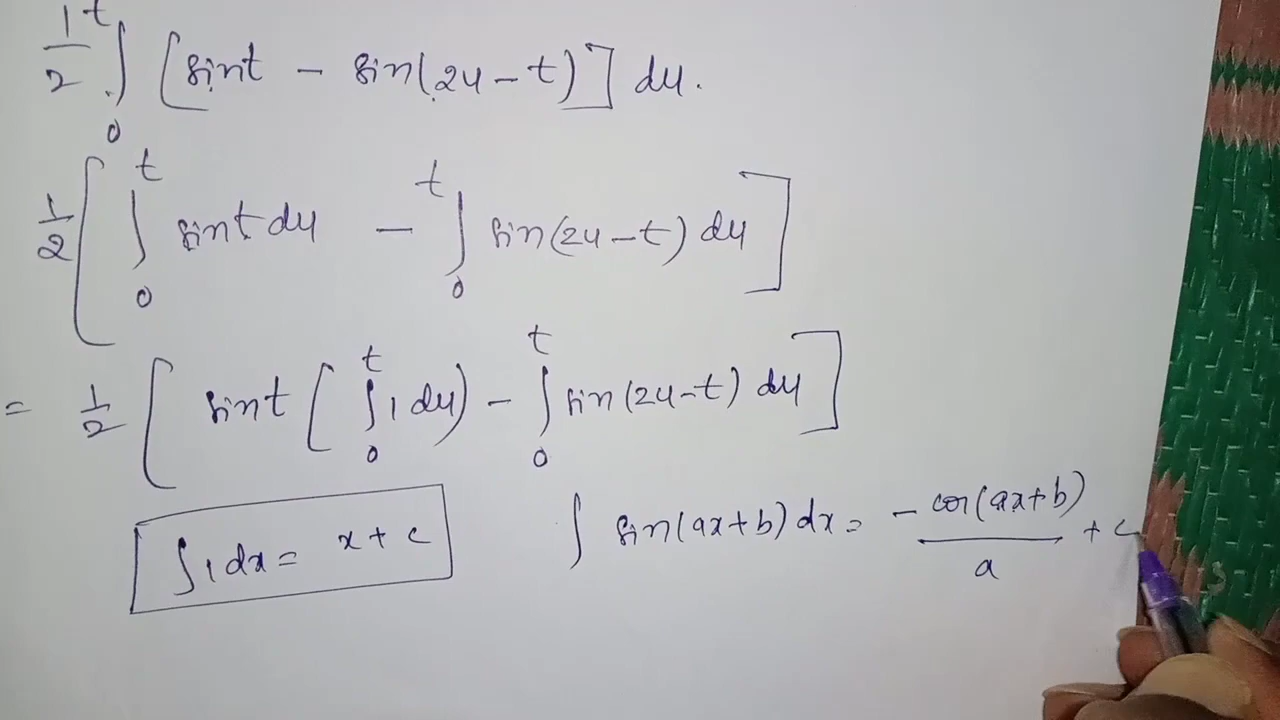 1/2 ∫₀ᵗ [sint − sin(2u−t)] du.
1/2 [ ∫₀ᵗ sint du − ∫₀ᵗ sin(2u−t) du ]
= 1/2 [ sint ( ∫₀ᵗ 1 du ) − ∫₀ᵗ sin(2u−t) du ]
∫ 1 dx = x + c
∫ sin(ax+b) dx = − cos(ax+b) / a + c